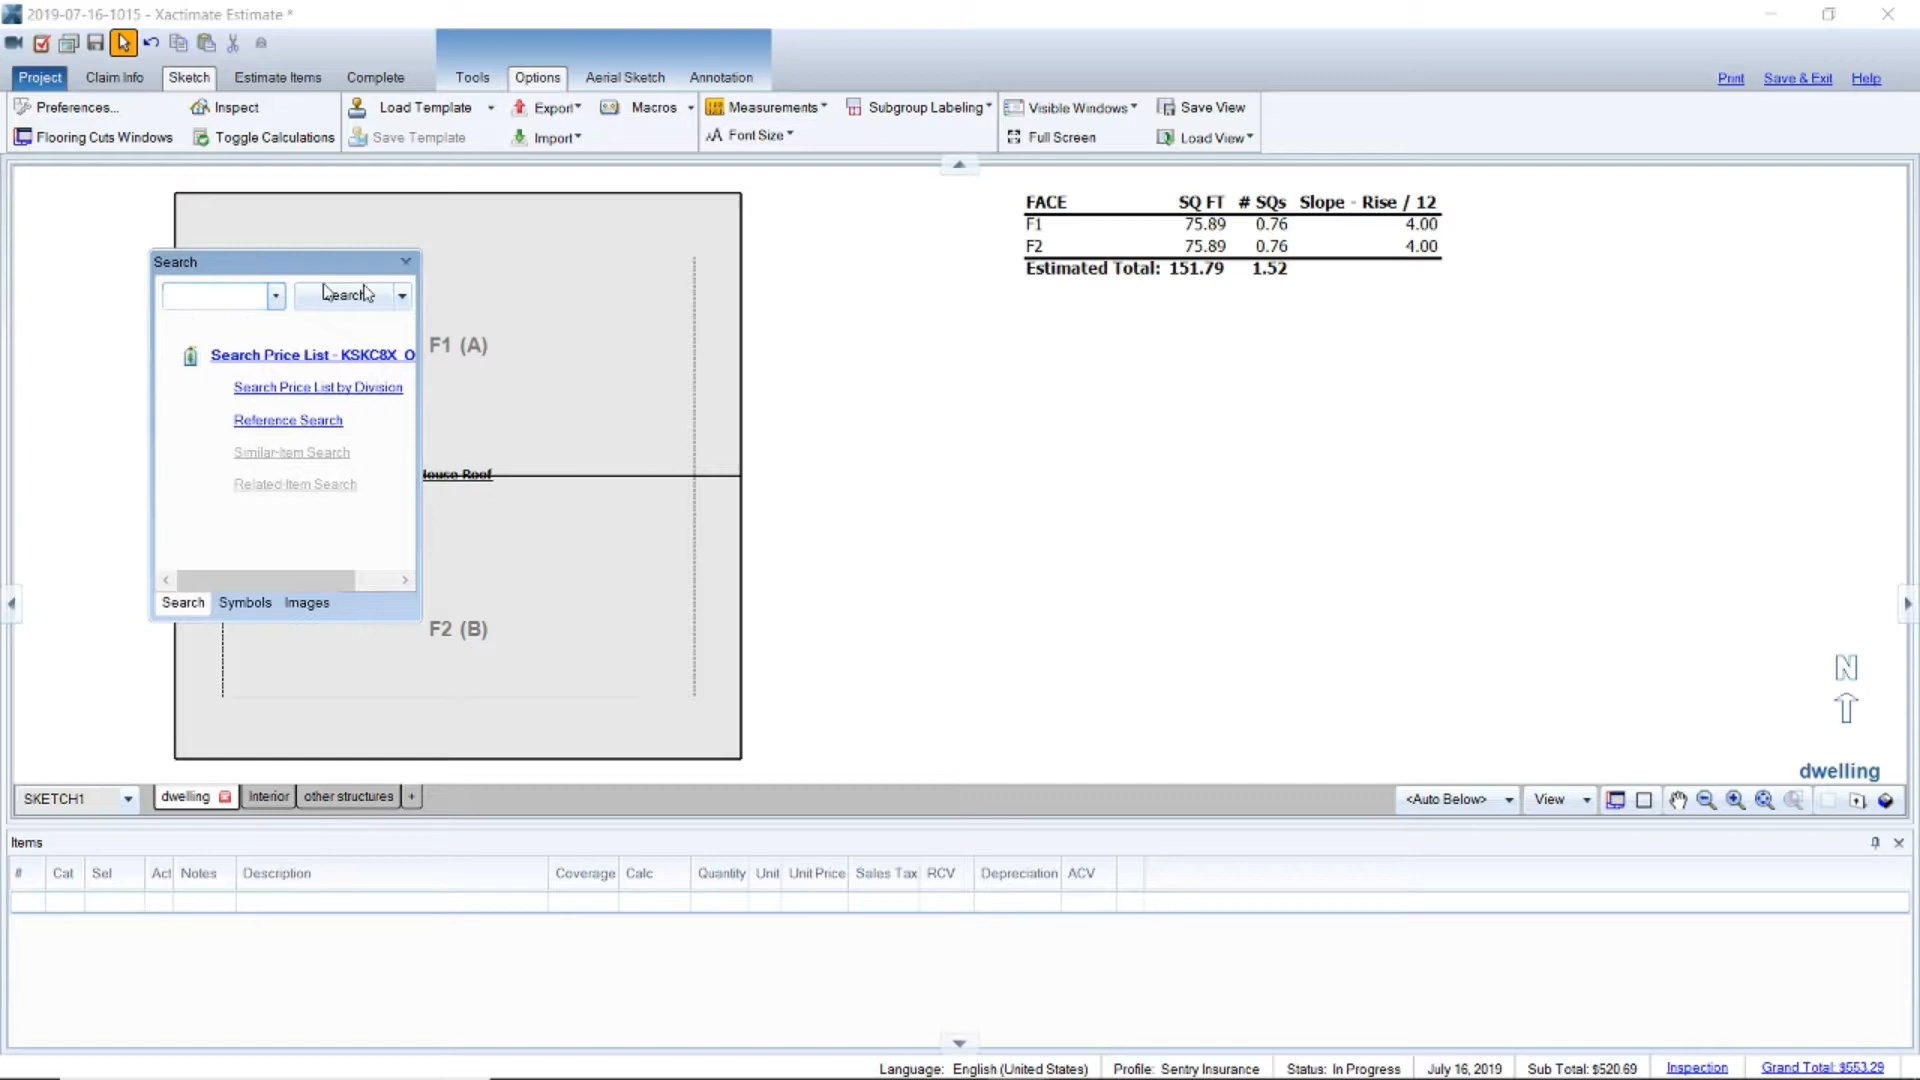 2019-07-16-1015 - Xactimate Estimate *
Project Claim Info Sketch Estimate Items Complete Tools Options Aerial Sketch Annotation Print Save & Exit Help
Preferences... Inspect Load Template Export Macros Measurements Subgroup Labeling Visible Windows Save View
Flooring Cuts Windows Toggle Calculations Save Template Import Font Size Full Screen Load View
FACE SQ FT # SQs Slope - Rise / 12
F1 75.89 0.76 4.00
F2 75.89 0.76 4.00
Estimated Total: 151.79 1.52
Search
Search
Search Price List - KSKC8X_O
Search Price List by Division
Reference Search
Similar-Item Search
Related-Item Search
Search Symbols Images
F1 (A)
House Roof
F2 (B)
N
dwelling
SKETCH1 dwelling Interior other structures + <Auto Below> View
Items
# Cat Sel Act Notes Description Coverage Calc Quantity Unit Unit Price Sales Tax RCV Depreciation ACV
Language: English (United States) Profile: Sentry Insurance Status: In Progress July 16, 2019 Sub Total: $520.69 Inspection Grand Total: $553.29